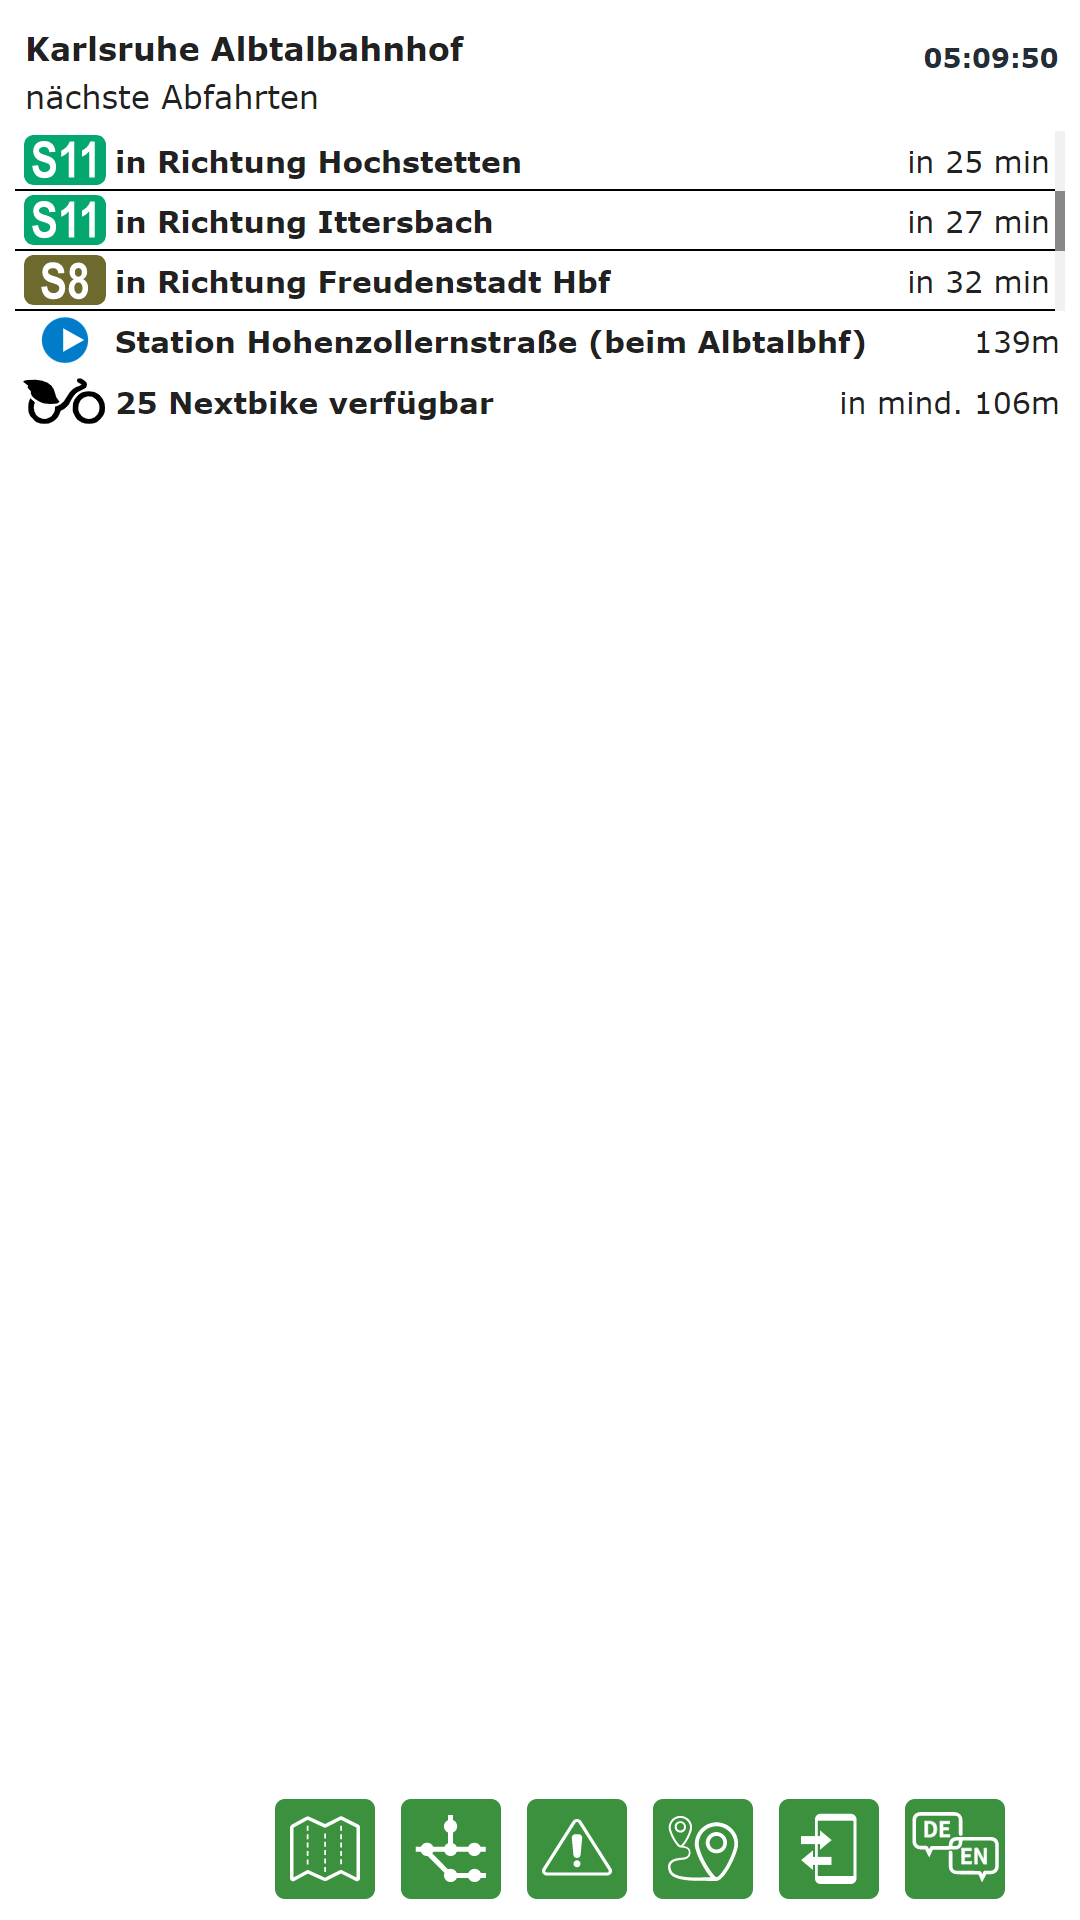 Karlsruhe Albtalbahnhof
05:09:50
nächste Abfahrten
S11 in Richtung Hochstetten in 25 min
S11 in Richtung Ittersbach in 27 min
S8 in Richtung Freudenstadt Hbf in 32 min
Station Hohenzollernstraße (beim Albtalbhf) 139m
25 Nextbike verfügbar in mind. 106m
DE
EN